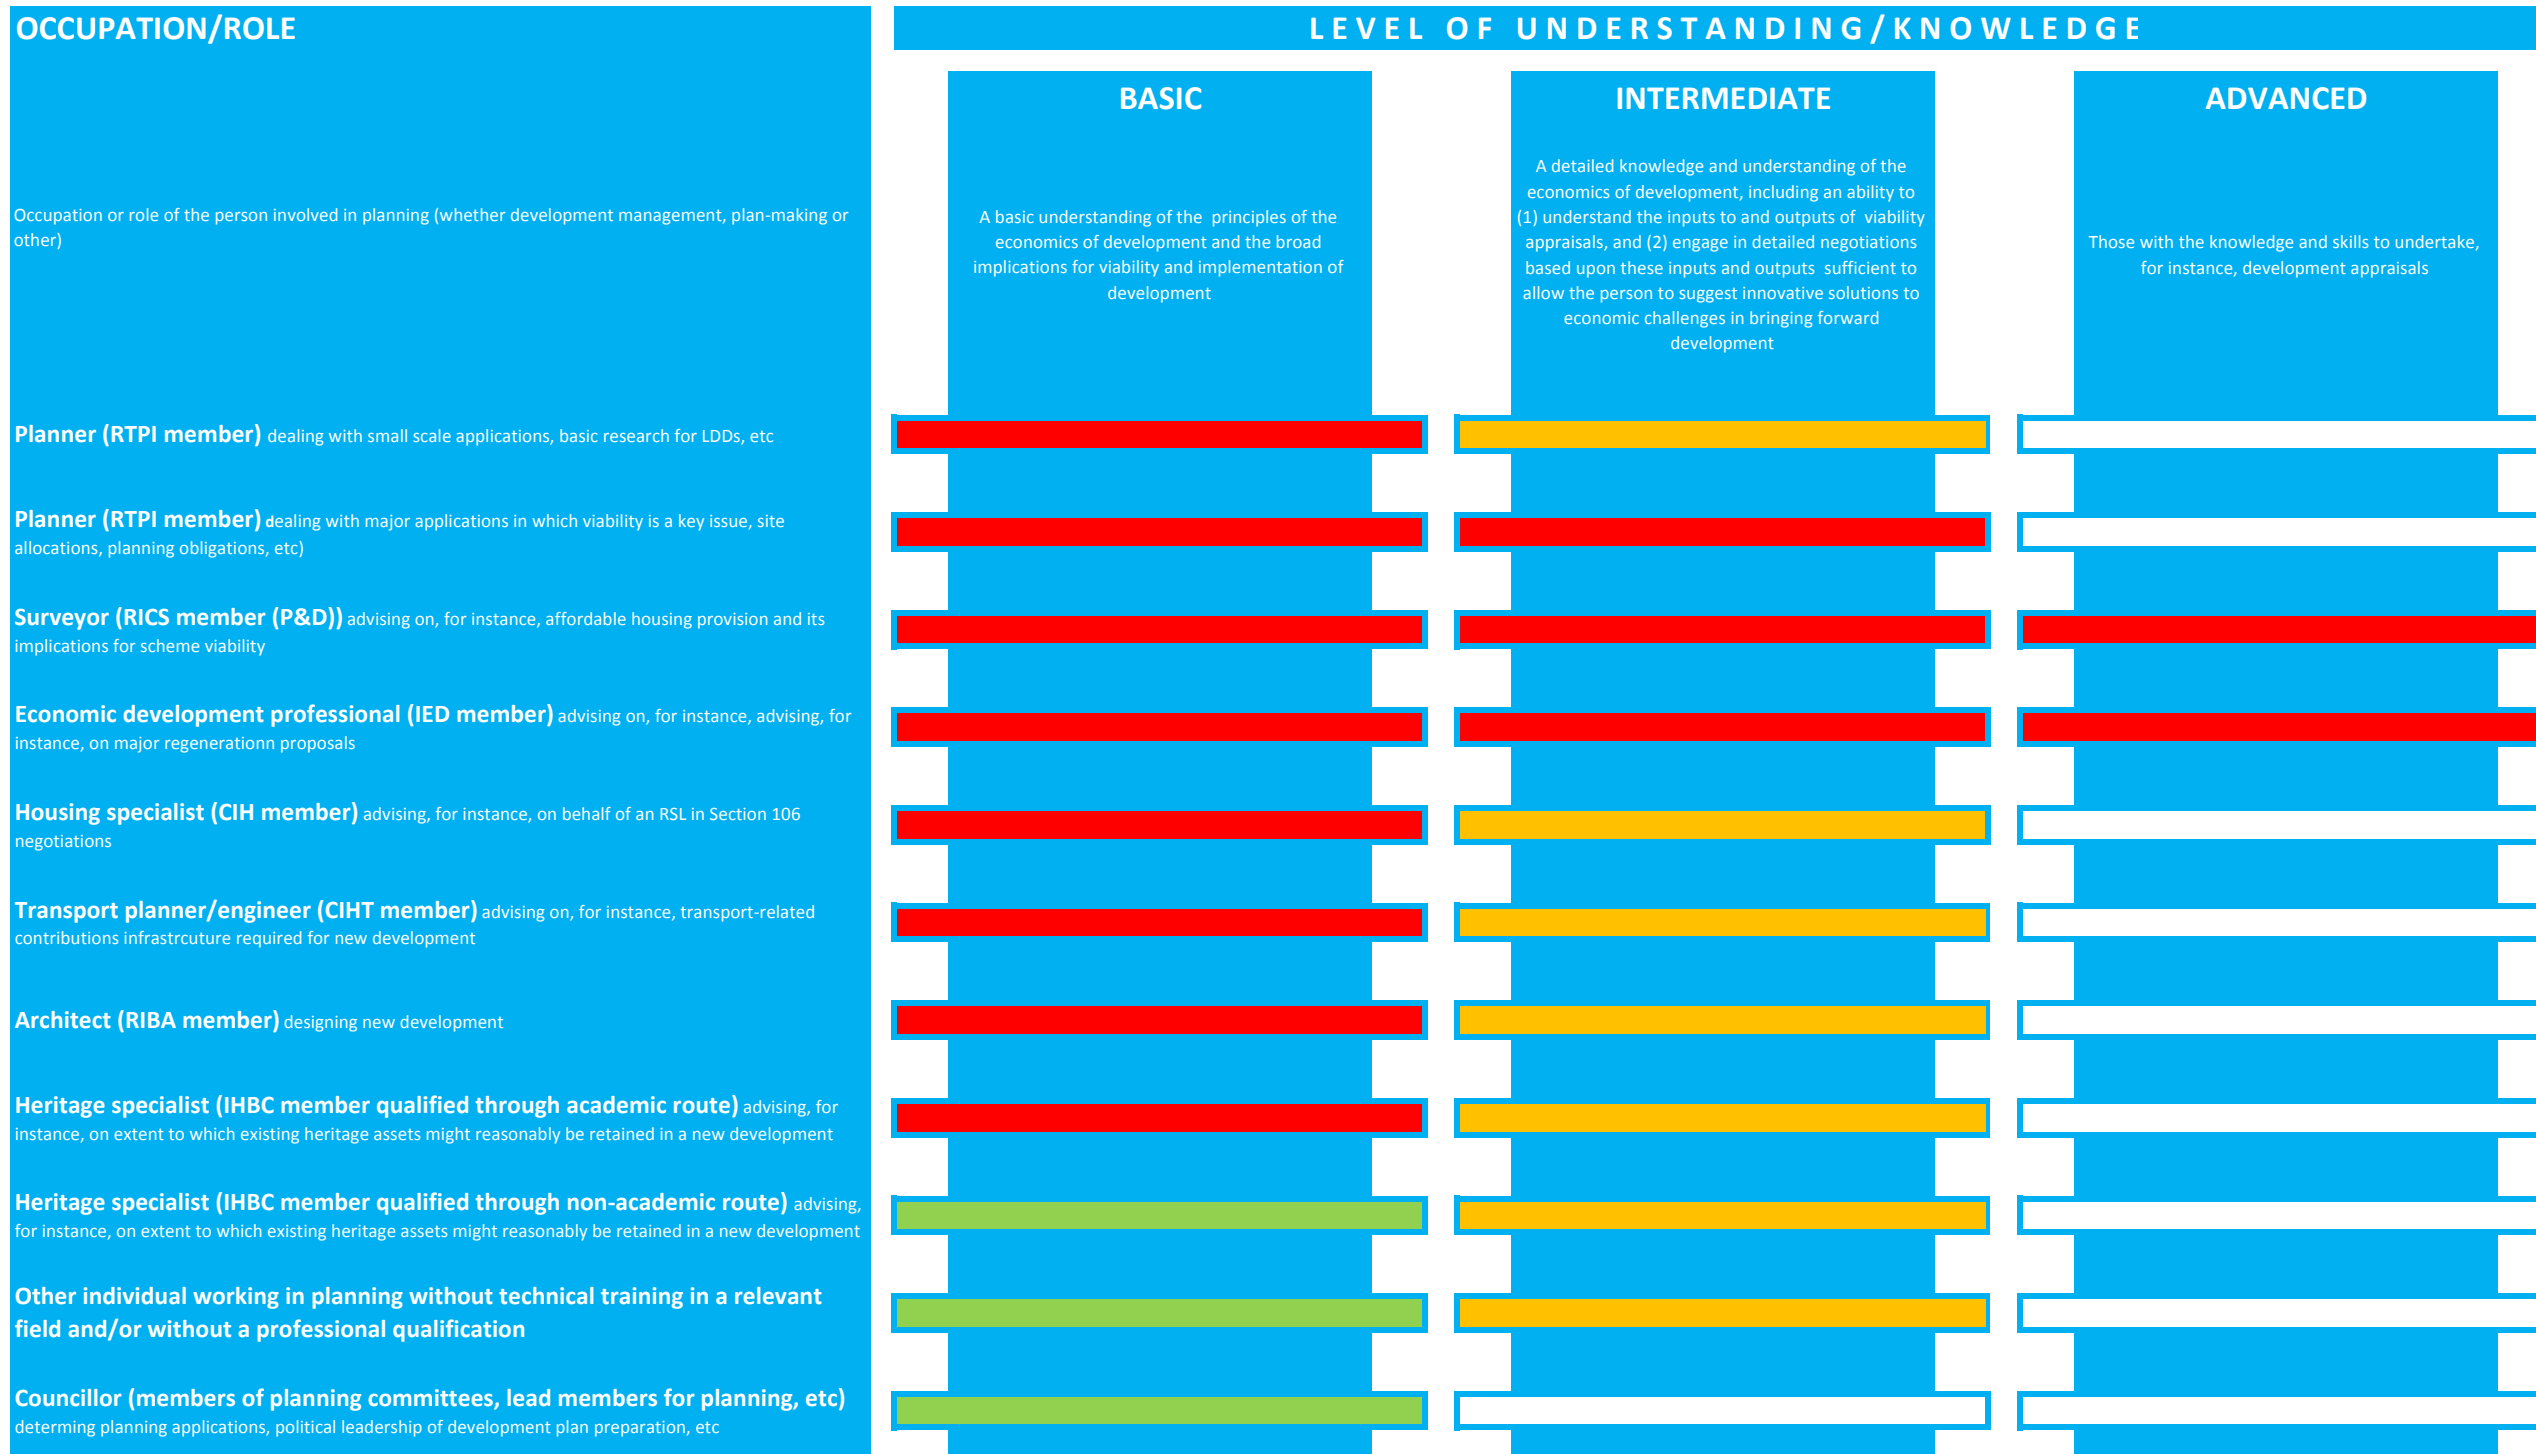 OCCUPATION/ROLE
LEVEL OF UNDERSTANDING/KNOWLEDGE
Occupation or role of the person involved in planning (whether development management, plan-making or
other)
BASIC
A basic understanding of the principles of the
economics of development and the broad
implications for viability and implementation of
development
INTERMEDIATE
A detailed knowledge and understanding of the
economics of development, including an ability to
(1) understand the inputs to and outputs of viability
appraisals, and (2) engage in detailed negotiations
based upon these inputs and outputs sufficient to
allow the person to suggest innovative solutions to
economic challenges in bringing forward
development
ADVANCED
Those with the knowledge and skills to undertake,
for instance, development appraisals
Planner (RTPI member) dealing with small scale applications, basic research for LDDs, etc
Planner (RTPI member) dealing with major applications in which viability is a key issue, site
allocations, planning obligations, etc)
Surveyor (RICS member (P&D)) advising on, for instance, affordable housing provision and its
implications for scheme viability
Economic development professional (IED member) advising on, for instance, advising, for
instance, on major regenerationn proposals
Housing specialist (CIH member) advising, for instance, on behalf of an RSL in Section 106
negotiations
Transport planner/engineer (CIHT member) advising on, for instance, transport-related
contributions infrastrcuture required for new development
Architect (RIBA member) designing new development
Heritage specialist (IHBC member qualified through academic route) advising, for
instance, on extent to which existing heritage assets might reasonably be retained in a new development
Heritage specialist (IHBC member qualified through non-academic route) advising,
for instance, on extent to which existing heritage assets might reasonably be retained in a new development
Other individual working in planning without technical training in a relevant
field and/or without a professional qualification
Councillor (members of planning committees, lead members for planning, etc)
determing planning applications, political leadership of development plan preparation, etc